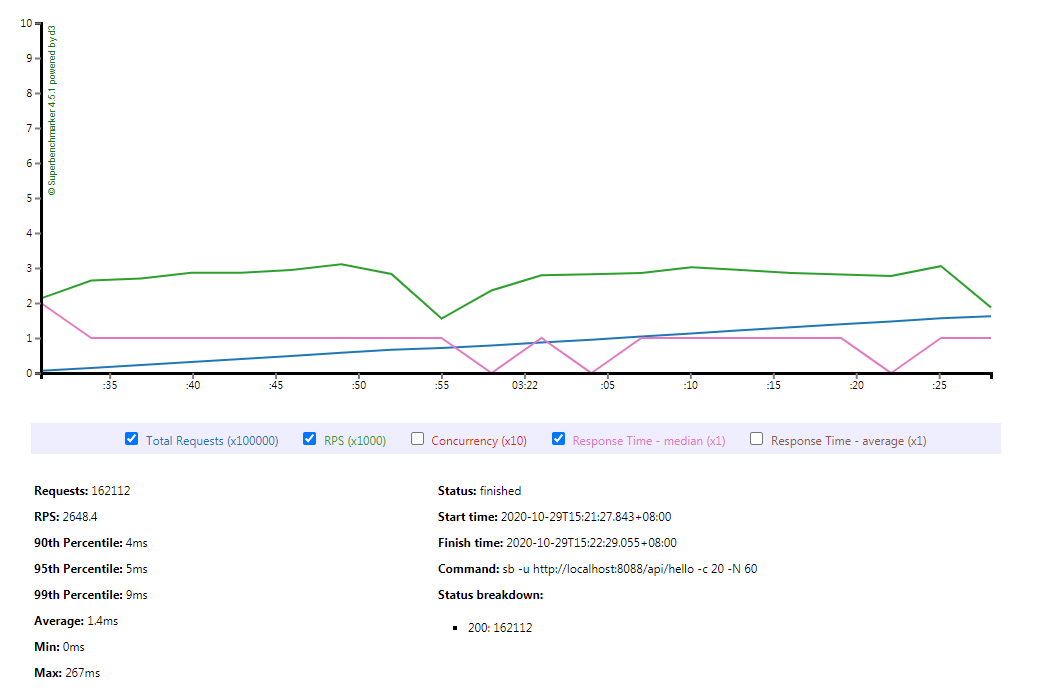 10
© Superbenchmarker 4.5.1 powered by d3
9
8
7
6
5
4
3
2
1
0
:35 :40 :45 :50 :55 03:22 :05 :10 :15 :20 :25
Total Requests (x100000) RPS (x1000) Concurrency (x10) Response Time - median (x1) Response Time - average (x1)
Requests: 162112
RPS: 2648.4
90th Percentile: 4ms
95th Percentile: 5ms
99th Percentile: 9ms
Average: 1.4ms
Min: 0ms
Max: 267ms
Status: finished
Start time: 2020-10-29T15:21:27.843+08:00
Finish time: 2020-10-29T15:22:29.055+08:00
Command: sb -u http://localhost:8088/api/hello -c 20 -N 60
Status breakdown:
200: 162112